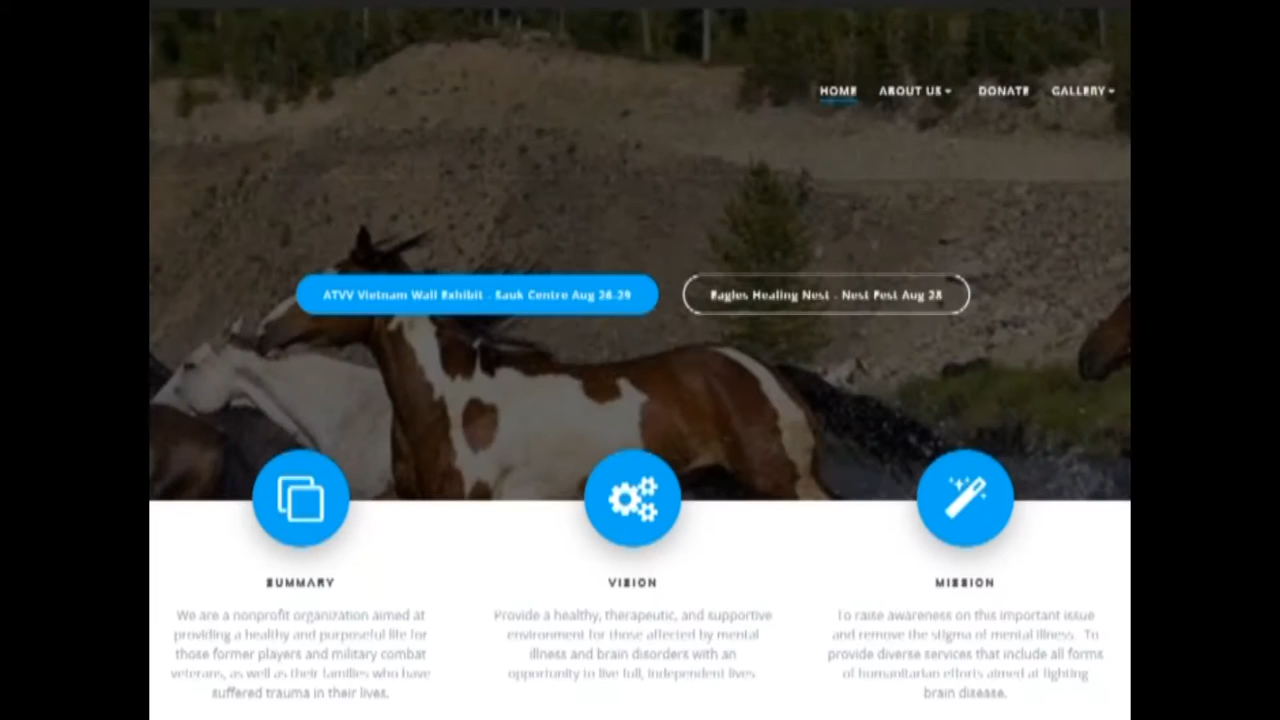 HOME ABOUT US DONATE GALLERY
ATVV Vietnam Wall Exhibit - Sauk Centre Aug 26-29
Eagles Healing Nest - Nest Fest Aug 28
SUMMARY
We are a nonprofit organization aimed at
providing a healthy and purposeful life for
those former players and military combat
veterans, as well as their families who have
suffered trauma in their lives.
VISION
Provide a healthy, therapeutic, and supportive
environment for those affected by mental
illness and brain disorders with an
opportunity to live full, independent lives.
MISSION
To raise awareness on this important issue
and remove the stigma of mental illness. To
provide diverse services that include all forms
of humanitarian efforts aimed at fighting
brain disease.